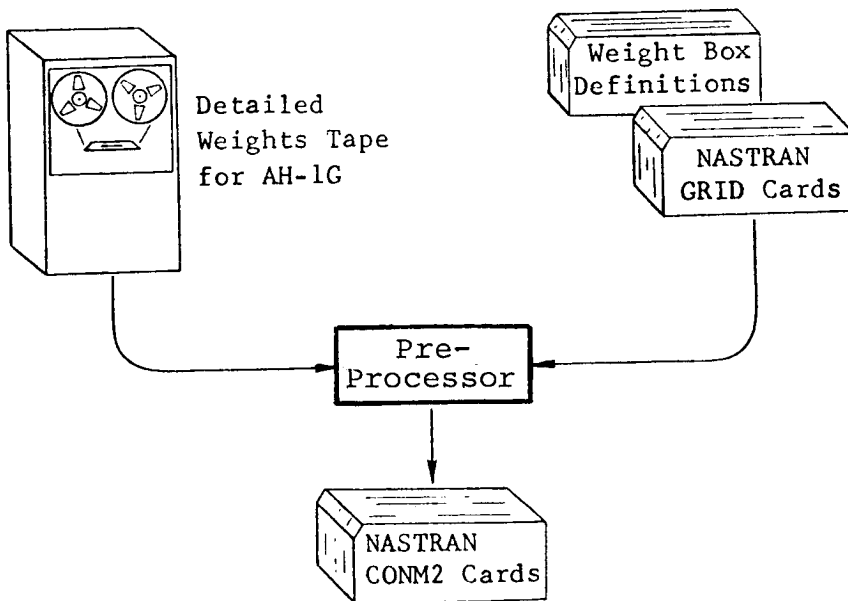 Detailed
Weights Tape
for AH-1G
Weight Box
Definitions
NASTRAN
GRID Cards
Pre-
Processor
NASTRAN
CONM2 Cards